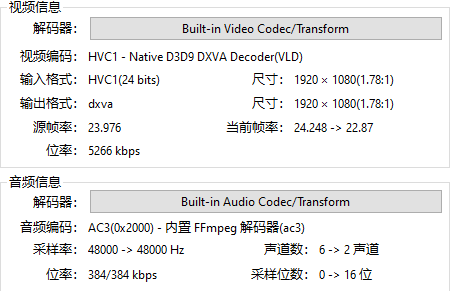 视频信息
解码器： Built-in Video Codec/Transform
视频编码： HVC1 - Native D3D9 DXVA Decoder(VLD)
输入格式： HVC1(24 bits) 尺寸： 1920 × 1080(1.78:1)
输出格式： dxva 尺寸： 1920 × 1080(1.78:1)
源帧率： 23.976 当前帧率： 24.248 -> 22.87
位率： 5266 kbps
音频信息
解码器： Built-in Audio Codec/Transform
音频编码： AC3(0x2000) - 内置 FFmpeg 解码器(ac3)
采样率： 48000 -> 48000 Hz 声道数： 6 -> 2 声道
位率： 384/384 kbps 采样位数： 0 -> 16 位